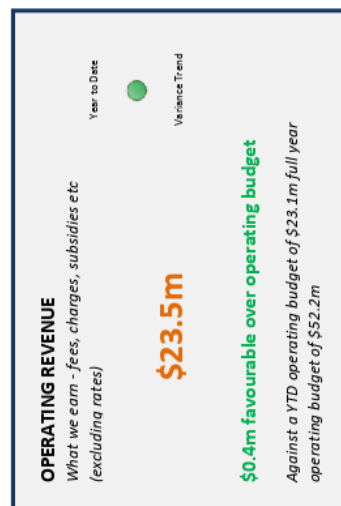 OPERATING REVENUE
What we earn - fees, charges, subsidies etc
(excluding rates)
Year to Date
$23.5m
Variance Trend
$0.4m favourable over operating budget
Against a YTD operating budget of $23.1m full year
operating budget of $52.2m